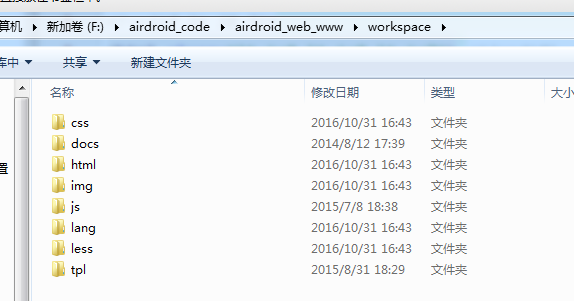 算机 ▸ 新加卷 (F:) ▸ airdroid_code ▸ airdroid_web_www ▸ workspace ▸
库中 ▾ 共享 ▾ 新建文件夹
名称 修改日期 类型 大小
css 2016/10/31 16:43 文件夹
docs 2014/8/12 17:39 文件夹
置
html 2016/10/31 16:43 文件夹
img 2016/10/31 16:43 文件夹
js 2015/7/8 18:38 文件夹
lang 2016/10/31 16:43 文件夹
less 2016/10/31 16:43 文件夹
tpl 2015/8/31 18:29 文件夹